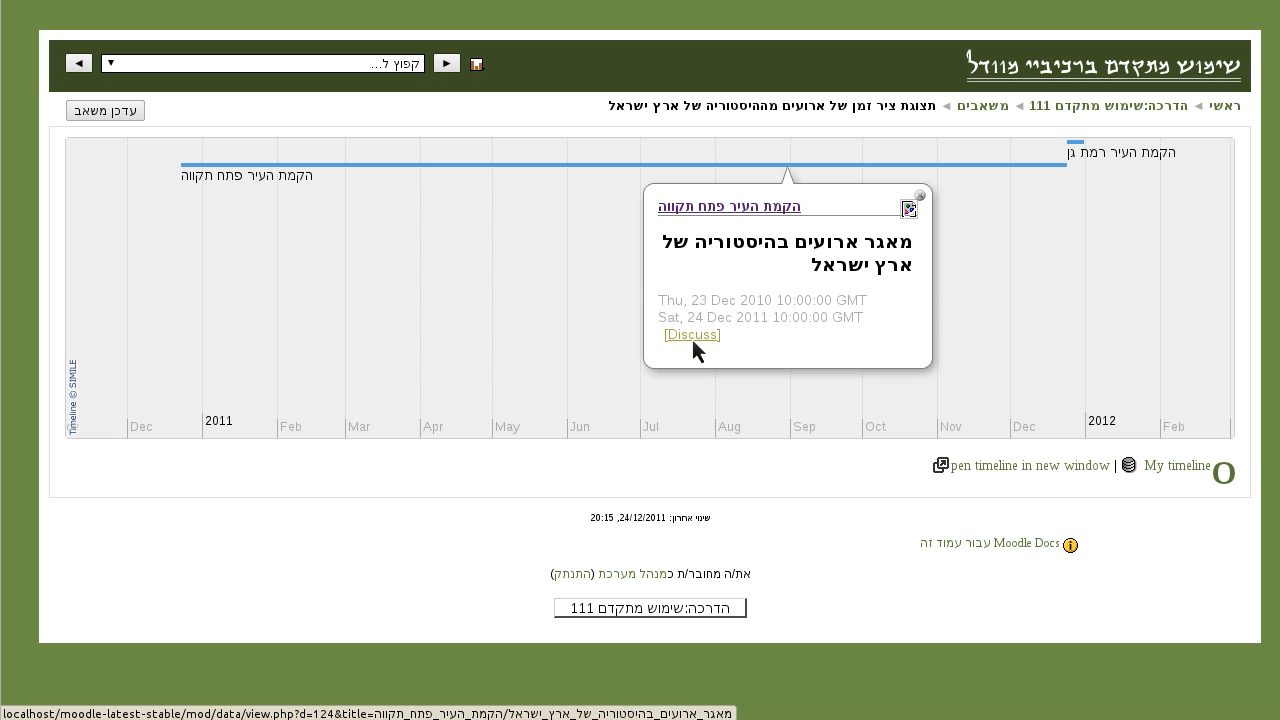 שימוש מתקדם ברכיביי מוודל
► קפוץ ל... ▼ ◄
ראשי ◄ הדרכה:שימוש מתקדם 111 ◄ משאבים ◄ תצוגת ציר זמן של ארועים מההיסטוריה של ארץ ישראל
עדכן משאב
הקמת העיר רמת גן
הקמת העיר פתח תקווה
הקמת העיר פתח תקווה
מאגר ארועים בהיסטוריה של
ארץ ישראל
Thu, 23 Dec 2010 10:00:00 GMT
Sat, 24 Dec 2011 10:00:00 GMT
[Discuss]
Timeline © SIMILE
Dec 2011 Feb Mar Apr May Jun Jul Aug Sep Oct Nov Dec 2012 Feb
pen timeline in new window | My timeline O
שינוי אחרון: 24/12/2011, 20:15
Moodle Docs עבור עמוד זה
את/ה מחובר/ת כמנהל מערכת (התנתק)
הדרכה:שימוש מתקדם 111
localhost/moodle-latest-stable/mod/data/view.php?d=124&title=מאגר_ארועים_בהיסטוריה_של_ארץ_ישראל/הקמת_העיר_פתח_תקווה